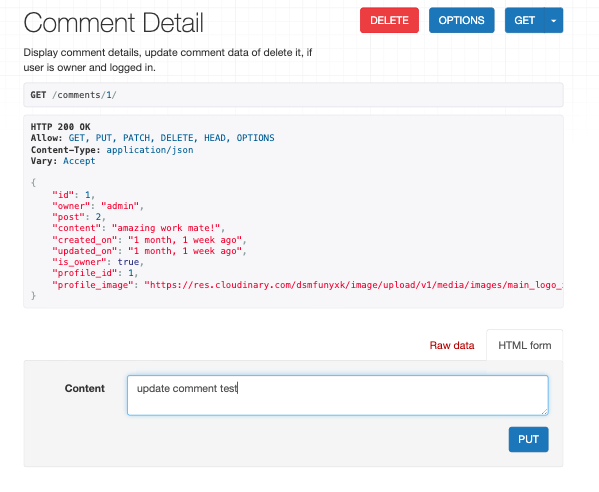 Comment Detail
DELETE
OPTIONS
GET
Display comment details, update comment data of delete it, if
user is owner and logged in.
GET /comments/1/
HTTP 200 OK
Allow: GET, PUT, PATCH, DELETE, HEAD, OPTIONS
Content-Type: application/json
Vary: Accept
{
"id": 1,
"owner": "admin",
"post": 2,
"content": "amazing work mate!",
"created_on": "1 month, 1 week ago",
"updated_on": "1 month, 1 week ago",
"is_owner": true,
"profile_id": 1,
"profile_image": "https://res.cloudinary.com/dsmfunyxk/image/upload/v1/media/images/main_logo_
}
Raw data
HTML form
Content
update comment test
PUT